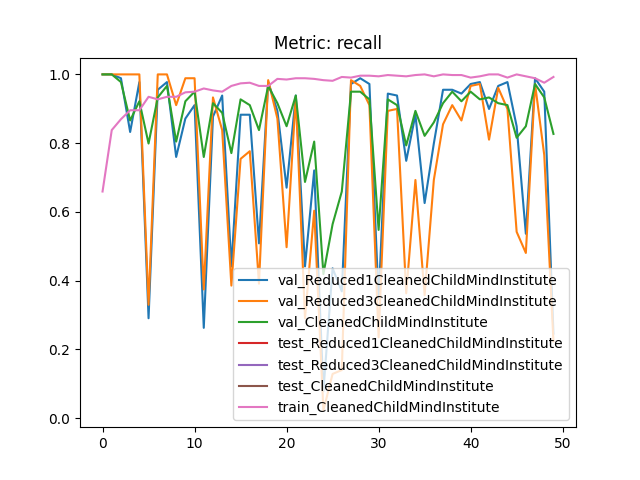 Metric: recall
1.0
0.8
0.6
0.4
0.2
0.0
val_Reduced1CleanedChildMindInstitute
val_Reduced3CleanedChildMindInstitute
val_CleanedChildMindInstitute
test_Reduced1CleanedChildMindInstitute
test_Reduced3CleanedChildMindInstitute
test_CleanedChildMindInstitute
train_CleanedChildMindInstitute
0 10 20 30 40 50